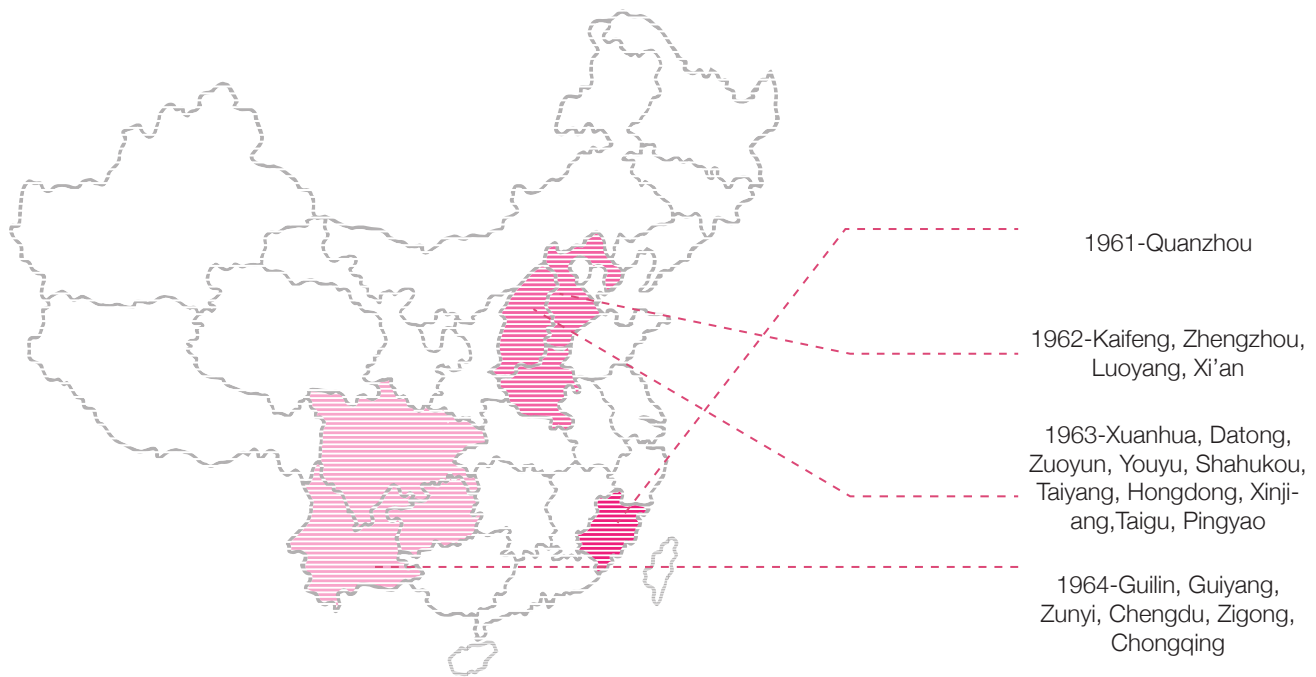 1961-Quanzhou
1962-Kaifeng, Zhengzhou,
Luoyang, Xi’an
1963-Xuanhua, Datong,
Zuoyun, Youyu, Shahukou,
Taiyang, Hongdong, Xinji-
ang,Taigu, Pingyao
1964-Guilin, Guiyang,
Zunyi, Chengdu, Zigong,
Chongqing